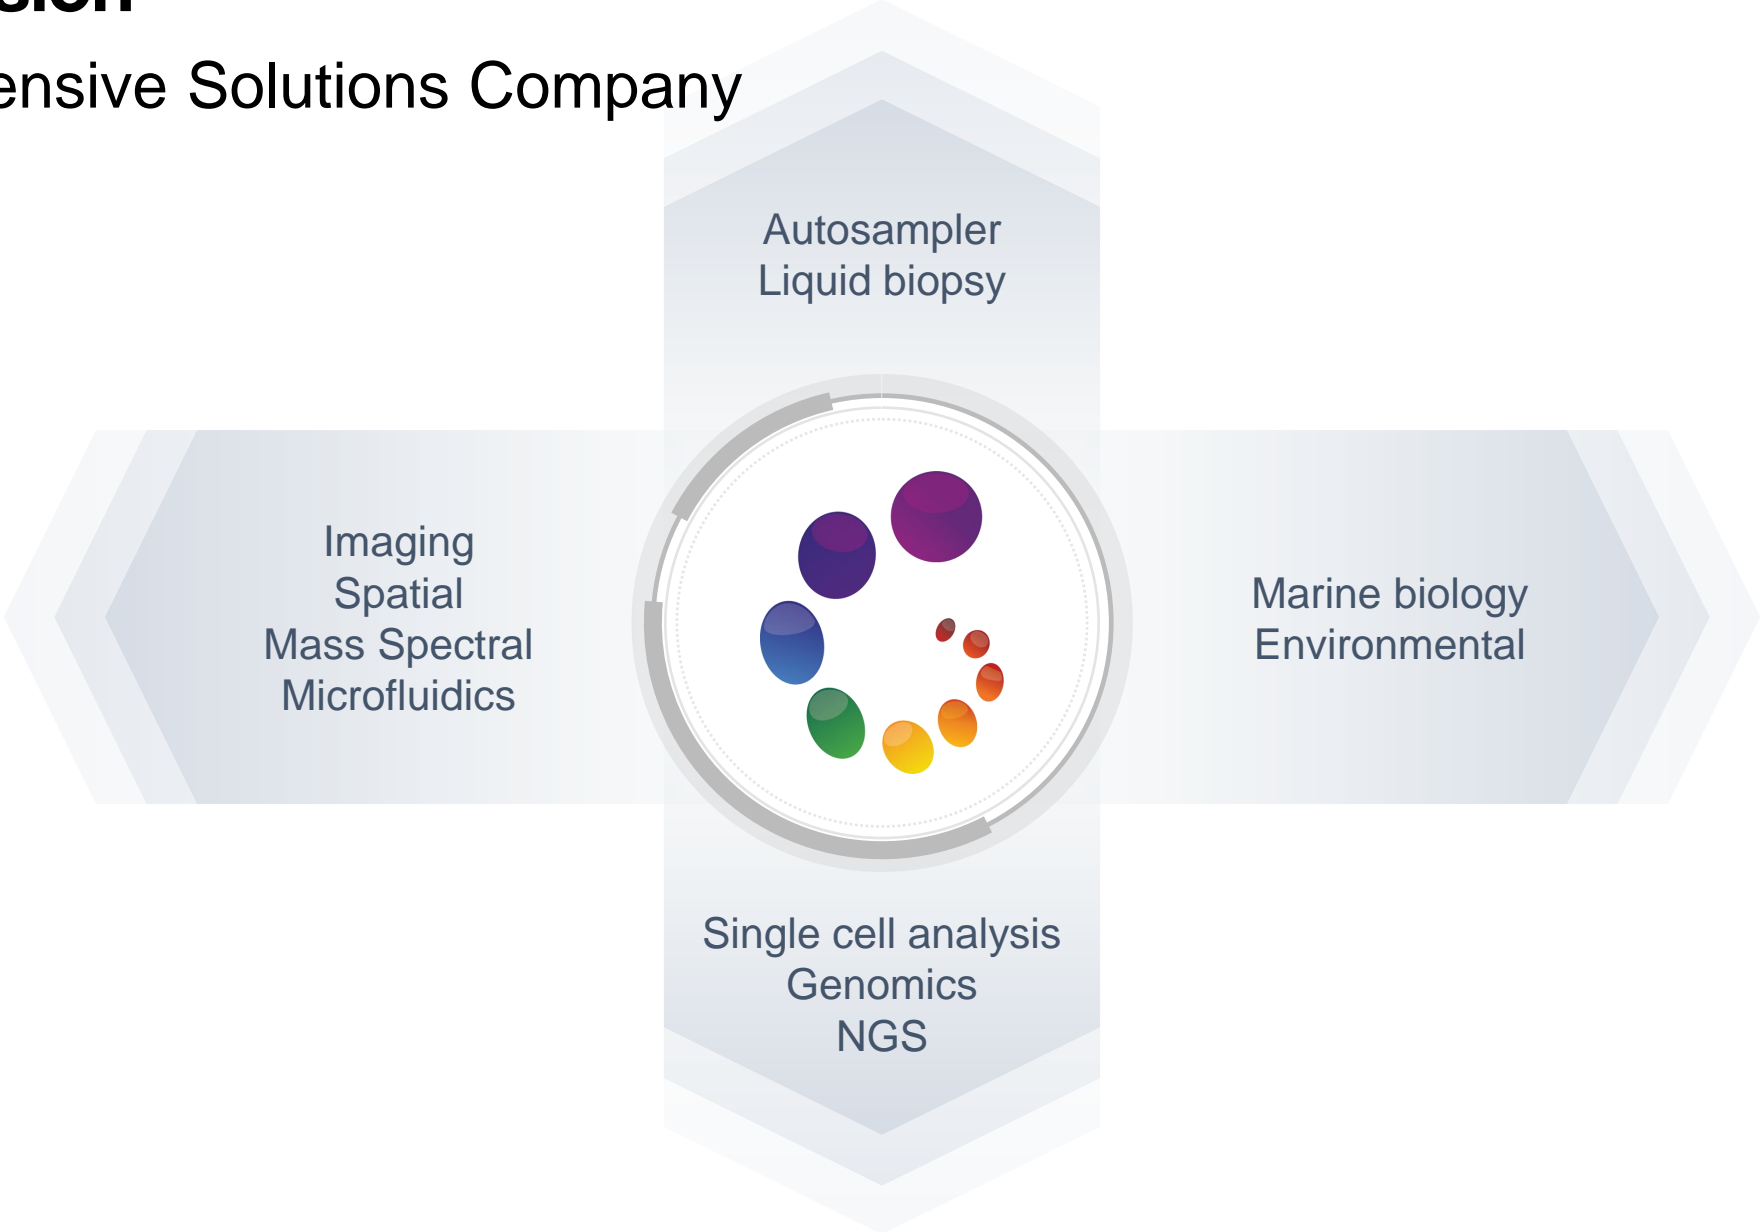 sion
ensive Solutions Company
Autosampler
Liquid biopsy
Imaging
Spatial
Mass Spectral
Microfluidics
Marine biology
Environmental
Single cell analysis
Genomics
NGS